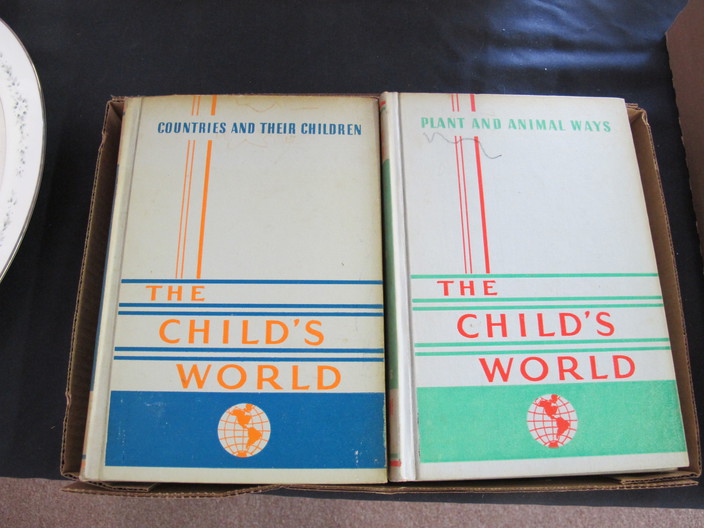 COUNTRIES AND THEIR CHILDREN
THE
CHILD'S
WORLD
PLANT AND ANIMAL WAYS
THE
CHILD'S
WORLD